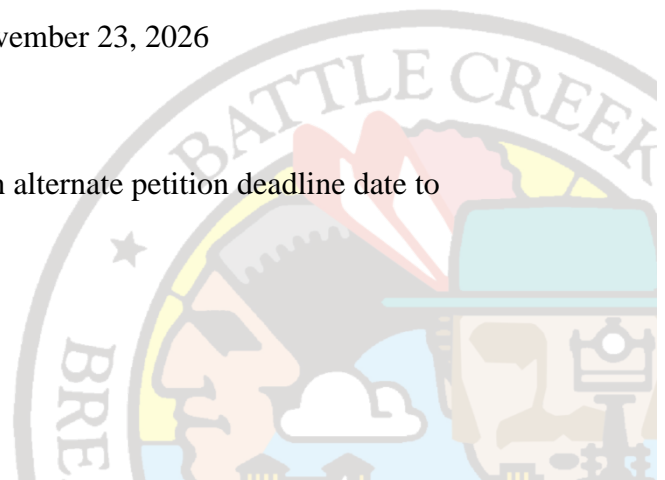 vember 23, 2026
BATTLE CREEK
alternate petition deadline date to
BRE